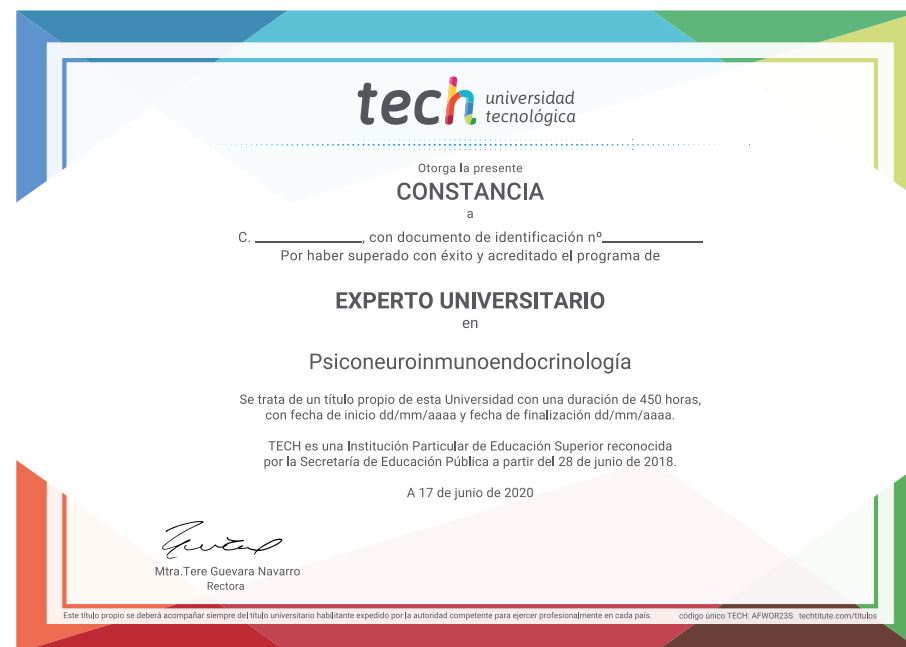 tech universidad
tecnológica
Otorga la presente
CONSTANCIA
a
C. ____________, con documento de identificación nº____________
Por haber superado con éxito y acreditado el programa de
EXPERTO UNIVERSITARIO
en
Psiconeuroinmunoendocrinología
Se trata de un título propio de esta Universidad con una duración de 450 horas,
con fecha de inicio dd/mm/aaaa y fecha de finalización dd/mm/aaaa.
TECH es una Institución Particular de Educación Superior reconocida
por la Secretaría de Educación Pública a partir del 28 de junio de 2018.
A 17 de junio de 2020
Mtra.Tere Guevara Navarro
Rectora
Este título propio se deberá acompañar siempre del título universitario habilitante expedido por la autoridad competente para ejercer profesionalmente en cada país. código único TECH: AFWOR23S techtitute.com/titulos